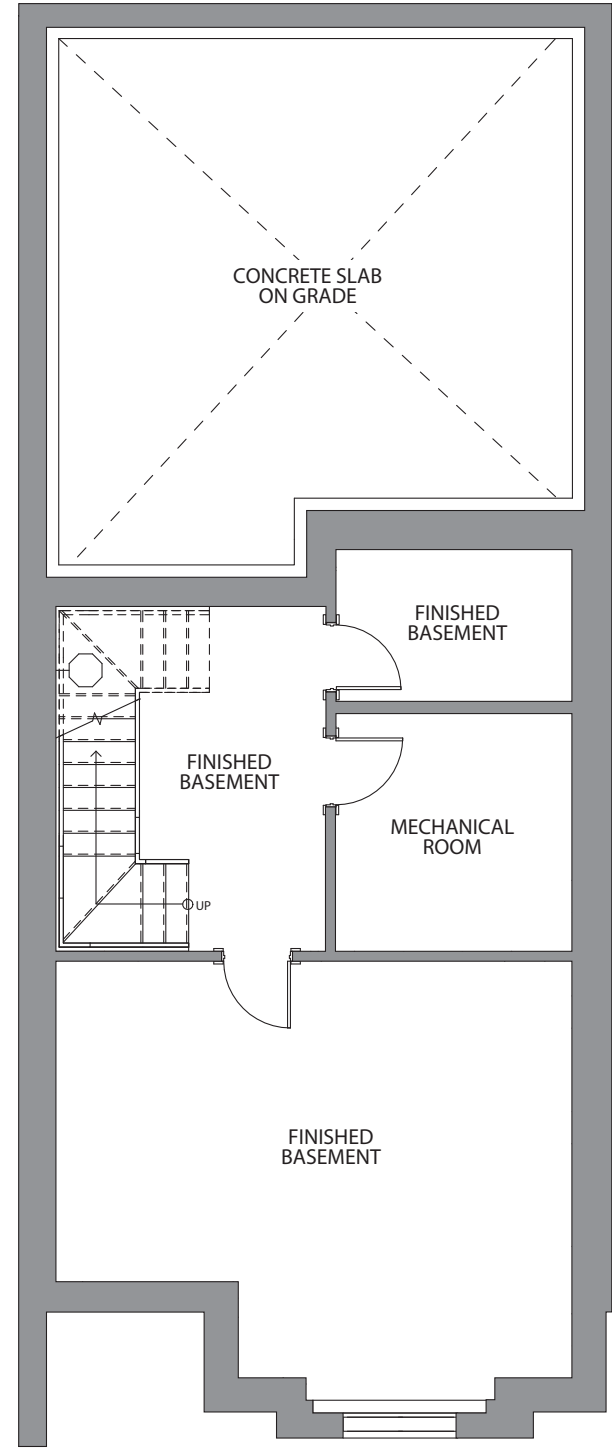 CONCRETE SLAB
ON GRADE
FINISHED
BASEMENT
FINISHED
BASEMENT
MECHANICAL
ROOM
UP
FINISHED
BASEMENT